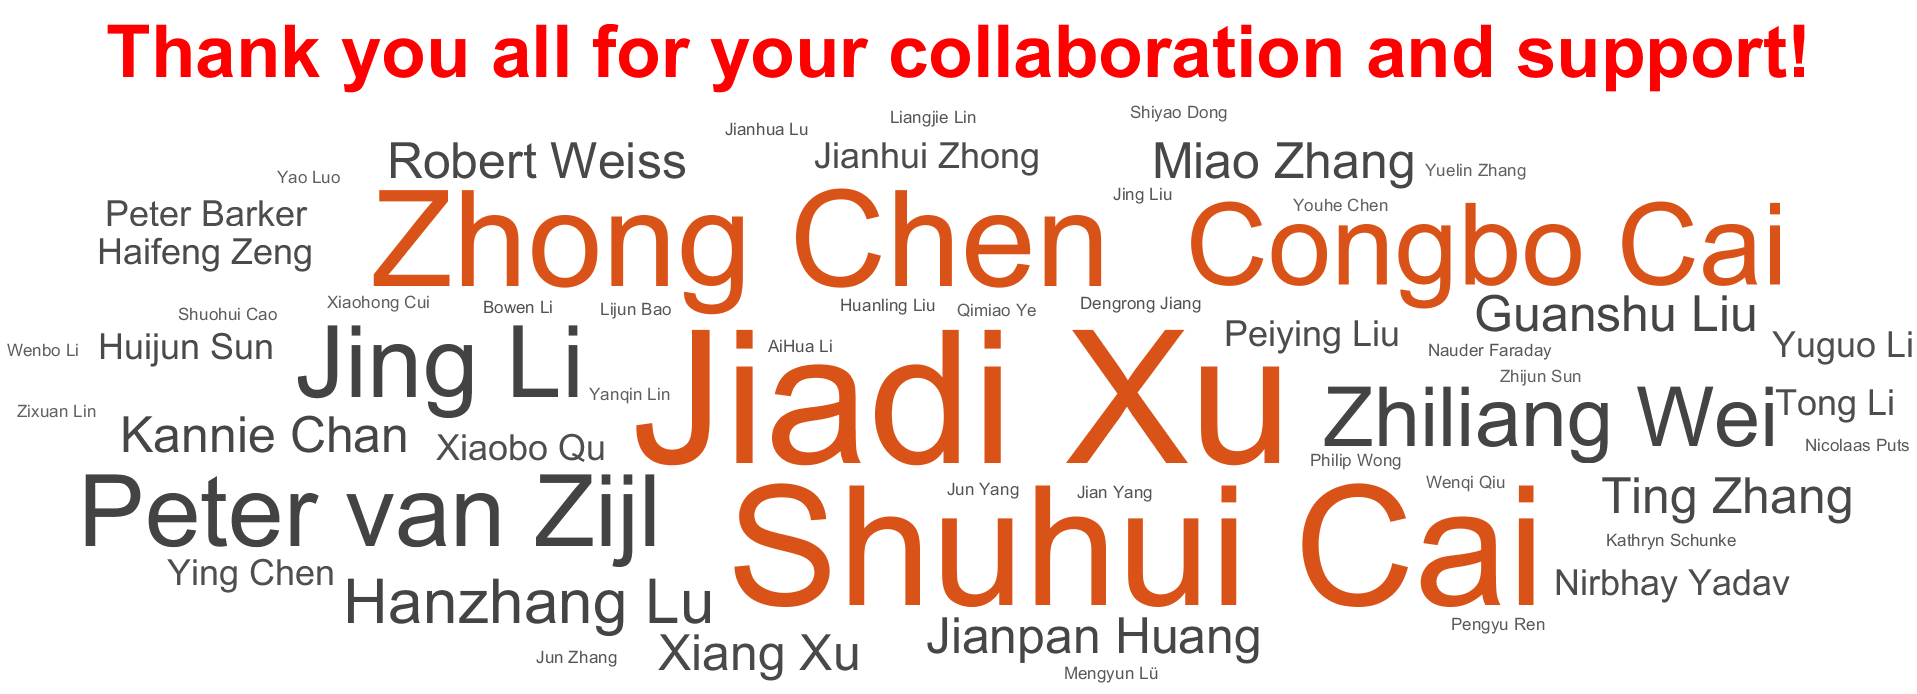 Thank you all for your collaboration and support!
Shiyao Dong
Liangjie Lin
Jianhua Lu
Robert Weiss
Jianhui Zhong
Miao Zhang
Yuelin Zhang
Yao Luo
Jing Liu
Youhe Chen
Peter Barker
Zhong Chen
Congbo Cai
Haifeng Zeng
Xiaohong Cui
Bowen Li
Lijun Bao
Huanling Liu
Qimiao Ye
Dengrong Jiang
Guanshu Liu
Shuohui Cao
Peiying Liu
Huijun Sun
Wenbo Li
AiHua Li
Nauder Faraday
Yuguo Li
Jing Li
Zhijun Sun
Yanqin Lin
Jiadi Xu
Zixuan Lin
Zhiliang Wei
Tong Li
Kannie Chan
Xiaobo Qu
Nicolaas Puts
Philip Wong
Wenqi Qiu
Jun Yang
Jian Yang
Ting Zhang
Peter van Zijl
Shuhui Cai
Kathryn Schunke
Ying Chen
Nirbhay Yadav
Hanzhang Lu
Pengyu Ren
Jianpan Huang
Xiang Xu
Jun Zhang
Mengyun Lü